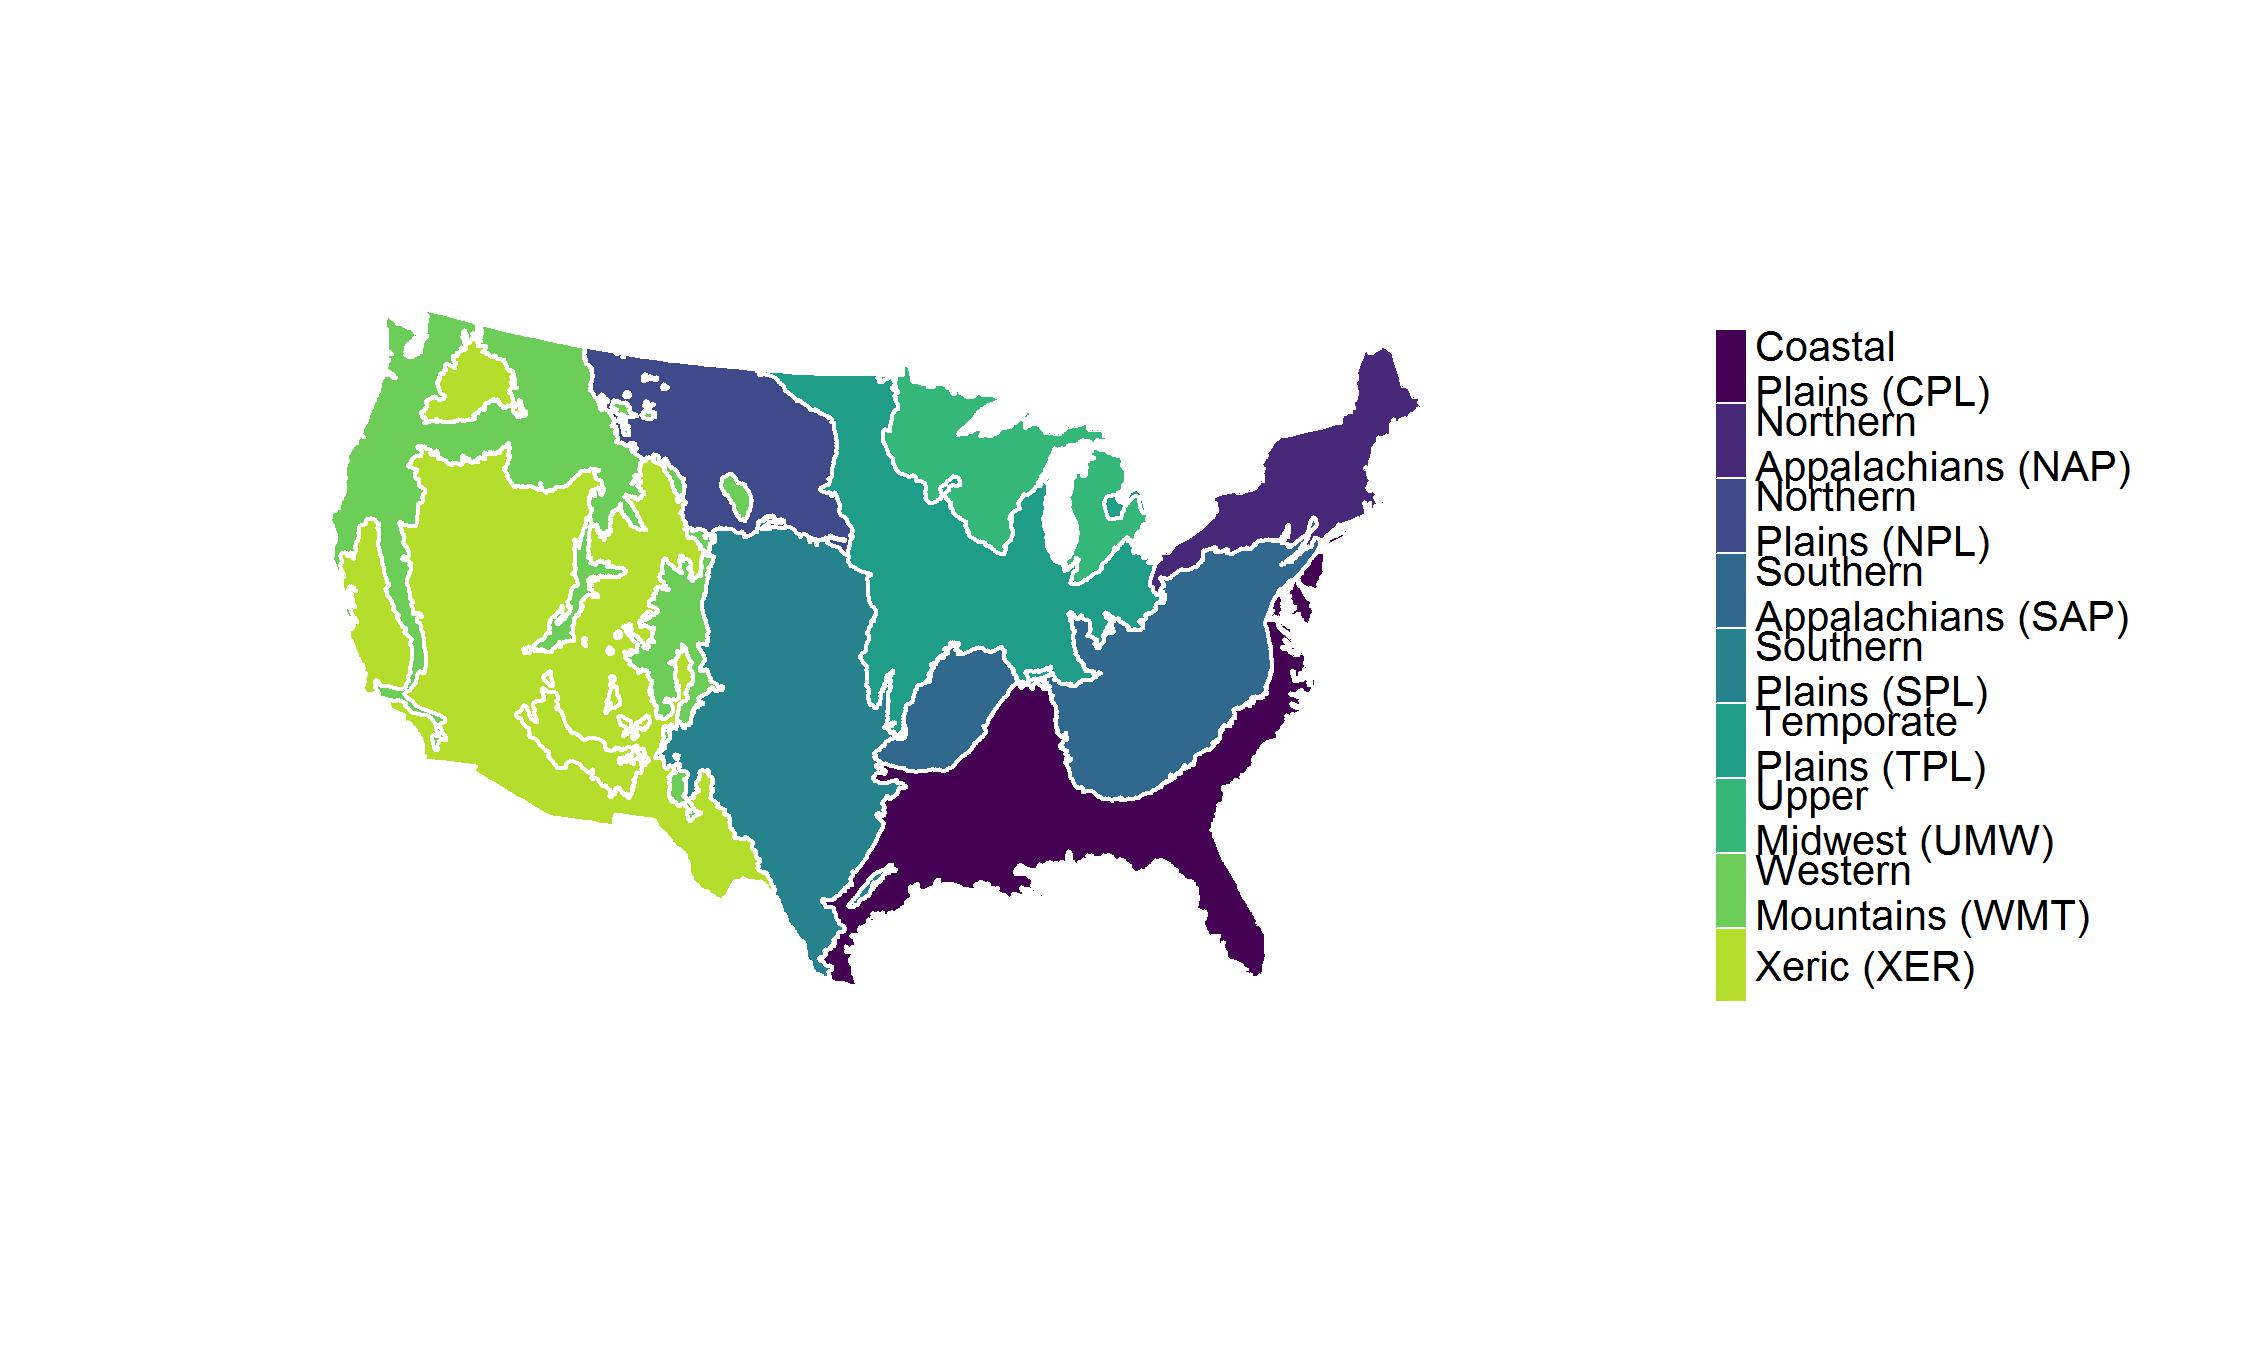 Coastal
Plains (CPL)
Northern
Appalachians (NAP)
Northern
Plains (NPL)
Southern
Appalachians (SAP)
Southern
Plains (SPL)
Temporate
Plains (TPL)
Upper
Midwest (UMW)
Western
Mountains (WMT)
Xeric (XER)